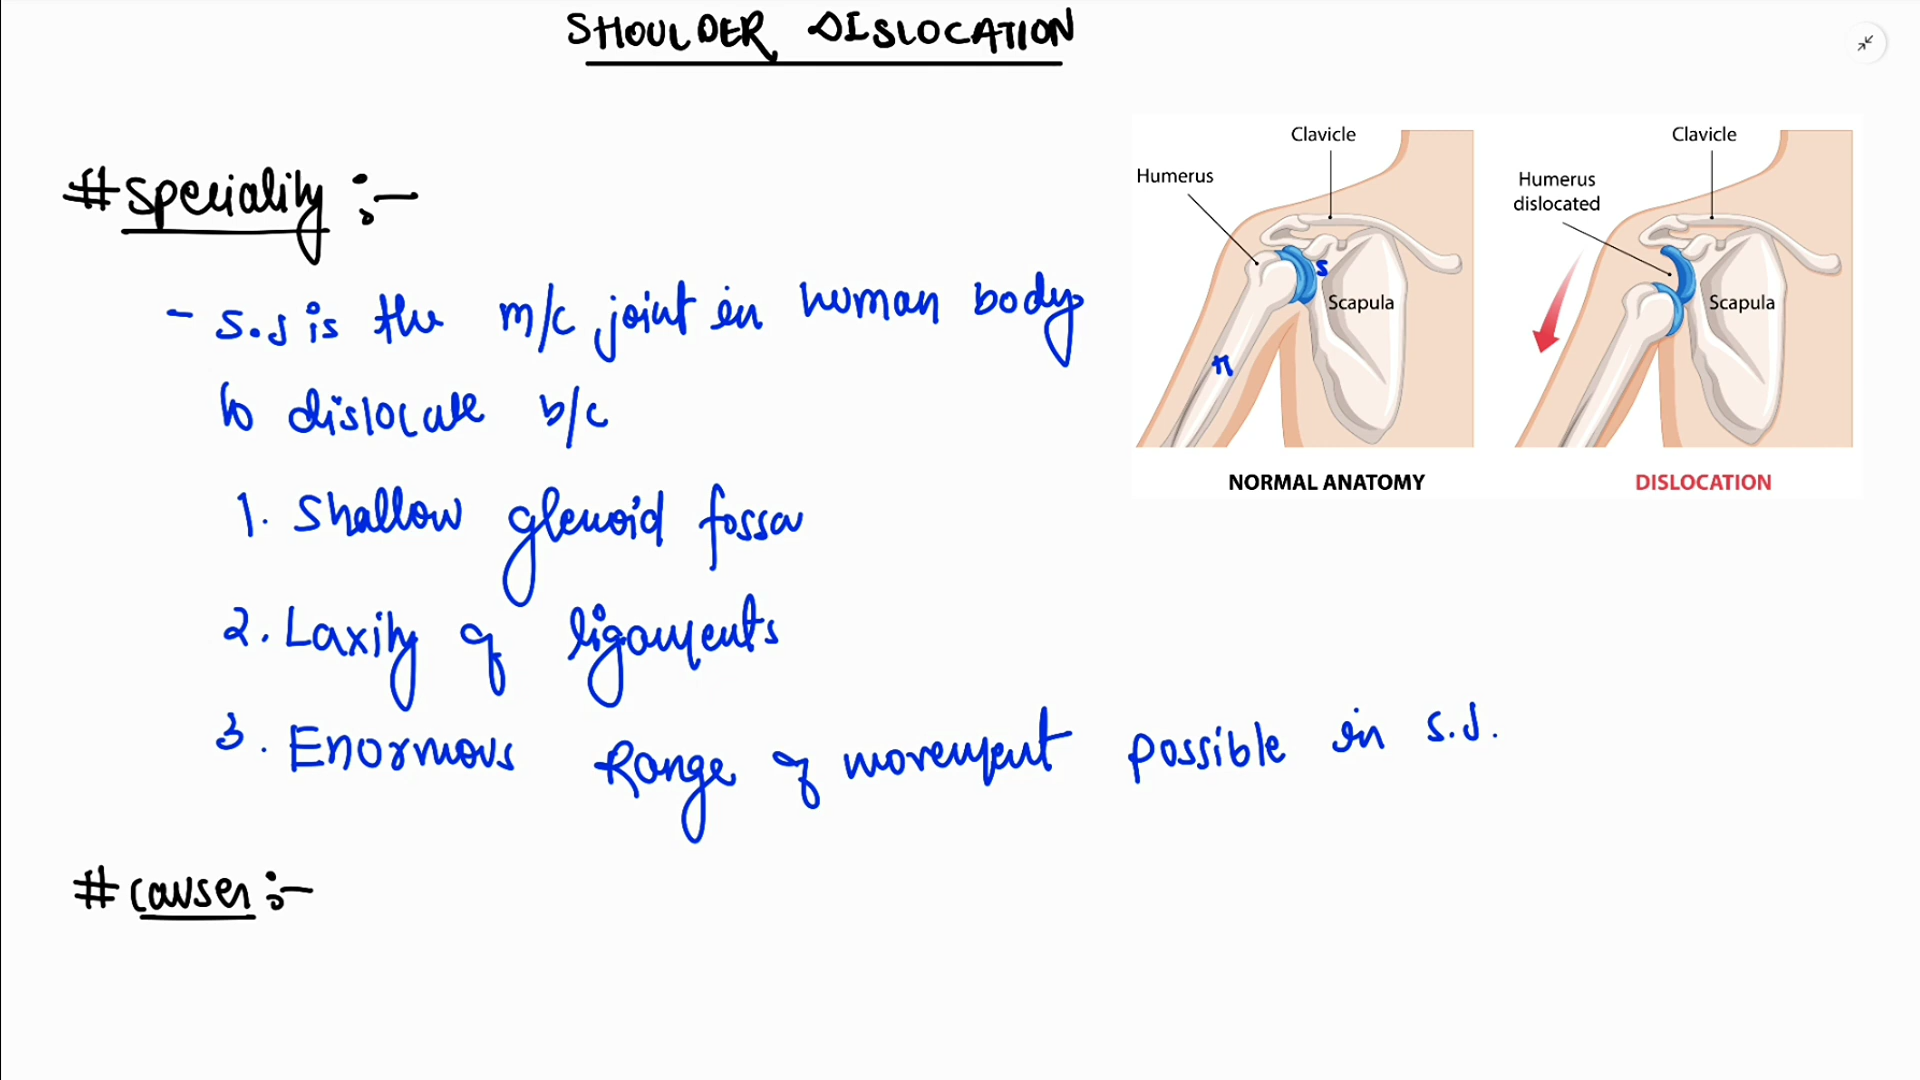 SHOULDER DISLOCATION
# Speciality :-
- S.J is the m/c joint in human body
to dislocate b/c
1. Shallow glenoid fossa
2. Laxity of ligaments
3. Enormous Range of movement possible in S.J.
# Causes :-
Clavicle
Humerus
S
Scapula
H
NORMAL ANATOMY
Clavicle
Humerus
dislocated
Scapula
DISLOCATION